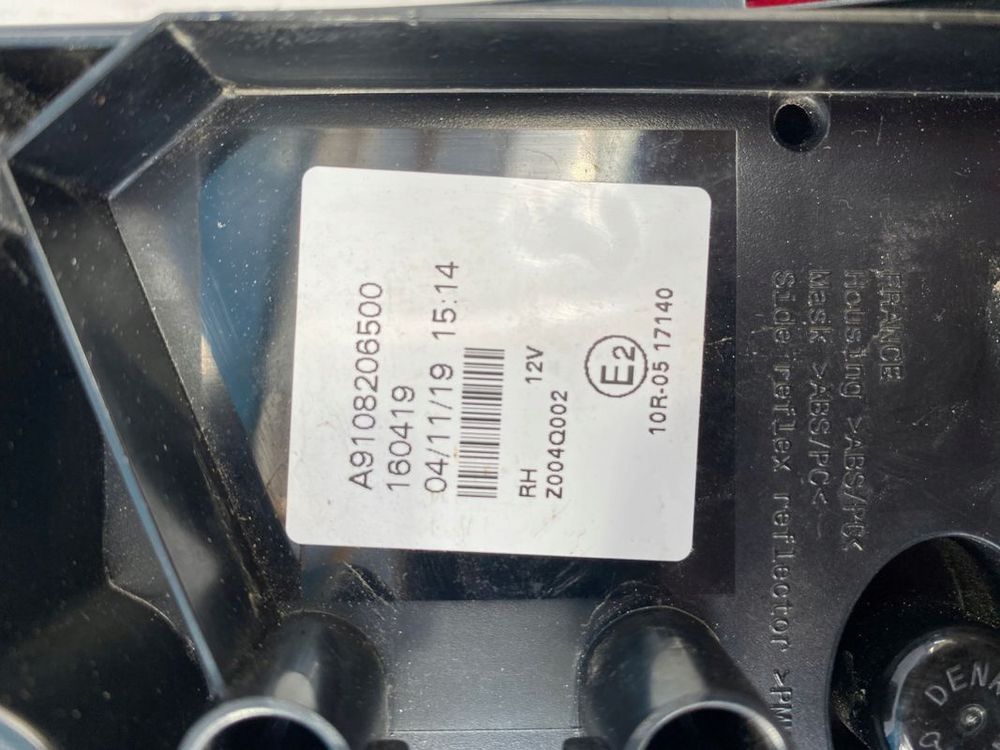 A9108206500
160419
04/11/19 15:14
RH 12V
Z004Q002
E2
10R-05 17140
FRANCE
Housing >ABS/PC<
Mask >ABS/PC<
Side reflex reflector